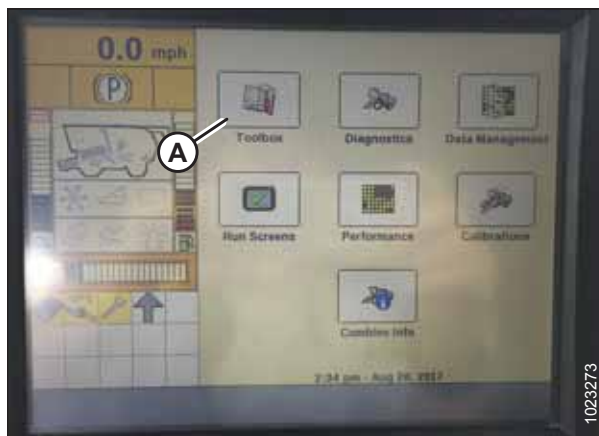 0.0 mph
(P)
A
Toolbox
Diagnostics
Data Management
Run Screens
Performance
Calibrations
Combine Info
2:34 pm - Aug 28, 2017
1023273